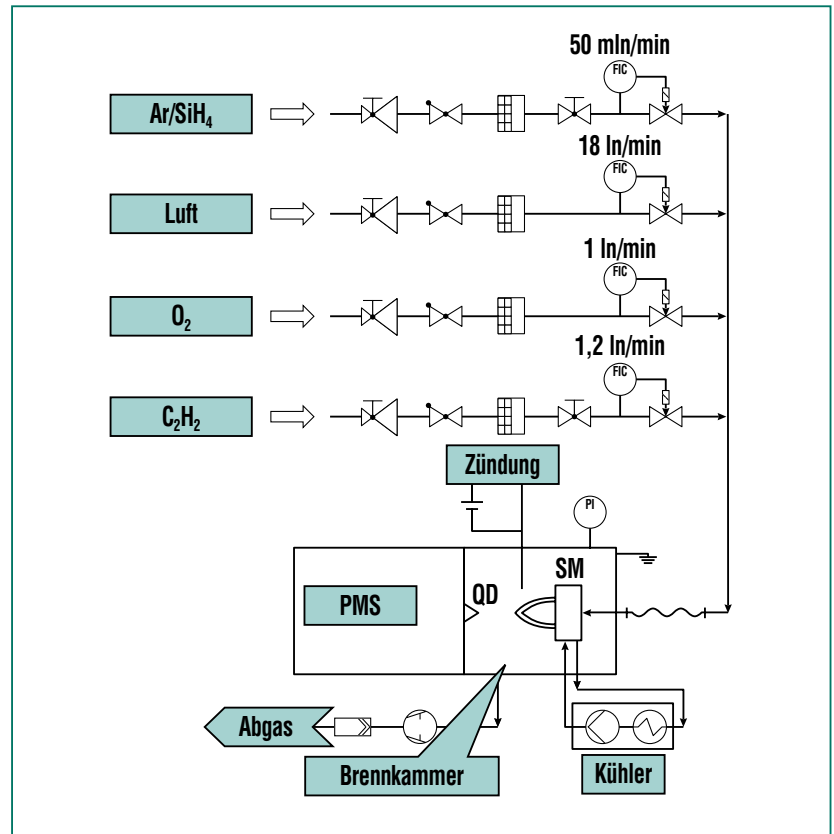 50 mln/min
FIC
Ar/SiH₄
18 ln/min
FIC
Luft
1 ln/min
FIC
O₂
1,2 ln/min
FIC
C₂H₂
Zündung
PI
SM
QD
PMS
Abgas
Brennkammer
Kühler